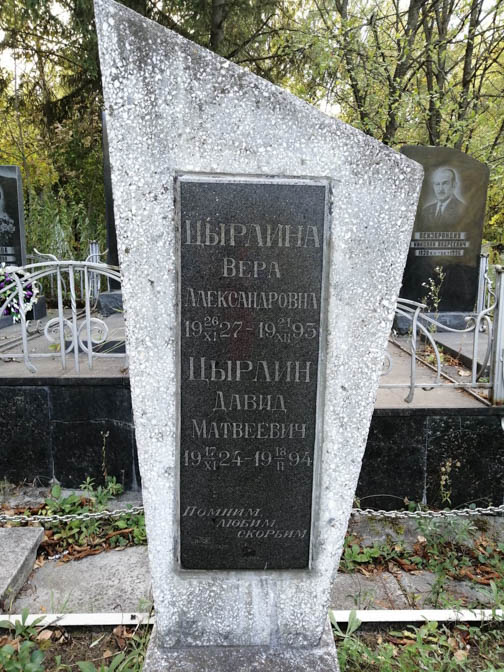 ЦЫРЛИНА
ВЕРА
АЛЕКСАНДРОВНА
19 26/XI 27 - 19 21/XII 93
ЦЫРЛИН
ДАВИД
МАТВЕЕВИЧ
19 17/XI 24 - 19 18/II 94
ПОМНИМ,
ЛЮБИМ,
СКОРБИМ